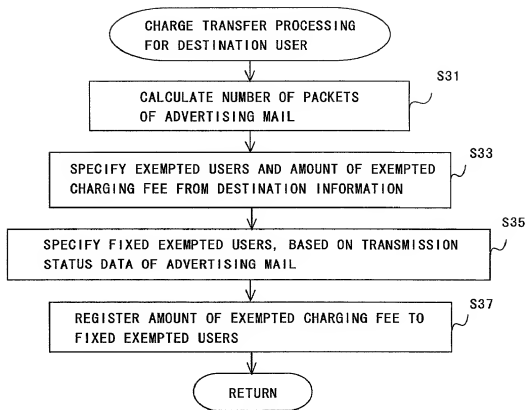 CHARGE TRANSFER PROCESSING
FOR DESTINATION USER
S31
CALCULATE NUMBER OF PACKETS
OF ADVERTISING MAIL
S33
SPECIFY EXEMPTED USERS AND AMOUNT OF EXEMPTED
CHARGING FEE FROM DESTINATION INFORMATION
S35
SPECIFY FIXED EXEMPTED USERS, BASED ON TRANSMISSION
STATUS DATA OF ADVERTISING MAIL
S37
REGISTER AMOUNT OF EXEMPTED CHARGING FEE TO
FIXED EXEMPTED USERS
RETURN